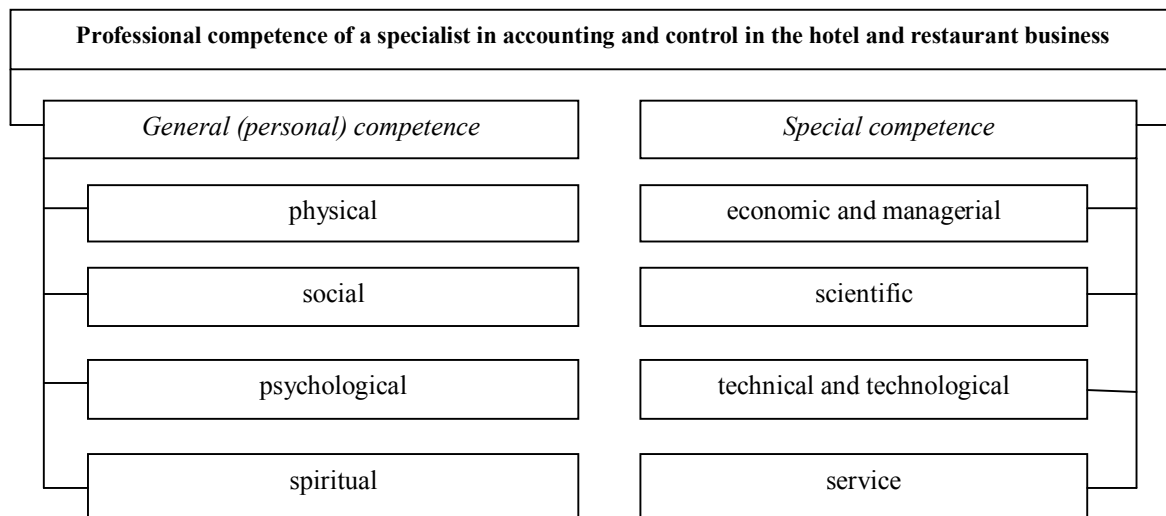 Professional competence of a specialist in accounting and control in the hotel and restaurant business
General (personal) competence
physical
social
psychological
spiritual
Special competence
economic and managerial
scientific
technical and technological
service